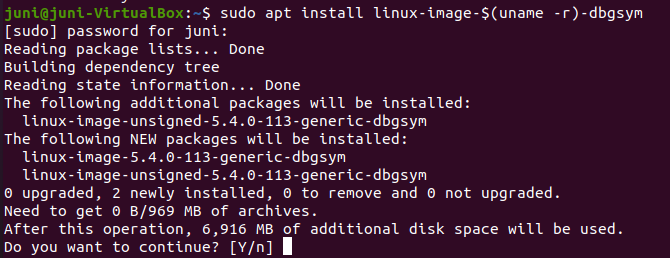 juni@juni-VirtualBox:~$ sudo apt install linux-image-$(uname -r)-dbgsym
[sudo] password for juni:
Reading package lists... Done
Building dependency tree
Reading state information... Done
The following additional packages will be installed:
  linux-image-unsigned-5.4.0-113-generic-dbgsym
The following NEW packages will be installed:
  linux-image-5.4.0-113-generic-dbgsym
  linux-image-unsigned-5.4.0-113-generic-dbgsym
0 upgraded, 2 newly installed, 0 to remove and 0 not upgraded.
Need to get 0 B/969 MB of archives.
After this operation, 6,916 MB of additional disk space will be used.
Do you want to continue? [Y/n]